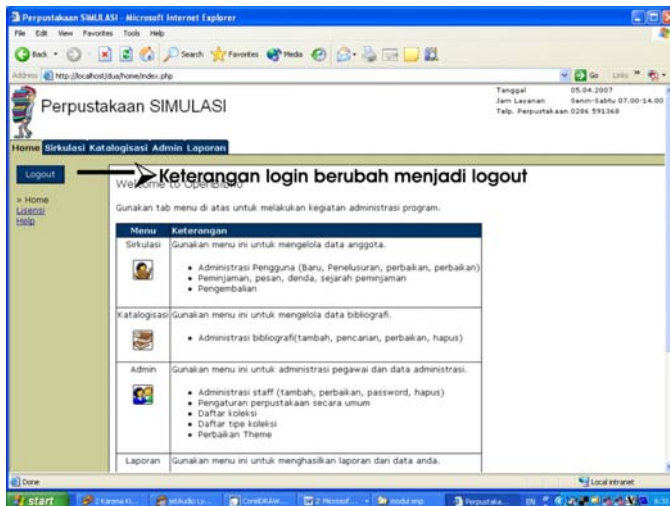 Perpustakaan SIMULASI - Microsoft Internet Explorer
File Edit View Favorites Tools Help
Back Search Favorites Media
Address http://localhost/dua/home/index.php Go Links
Perpustakaan SIMULASI
Tanggal 05.04.2007
Jam Layanan Senin-Sabtu 07.00-14.00
Telp. Perpustakaan 0286 591368
Home Sirkulasi Katalogisasi Admin Laporan
Logout
Keterangan login berubah menjadi logout
Welcome to OpenBiblio
» Home
Lisensi
Help
Gunakan tab menu di atas untuk melakukan kegiatan administrasi program.
Menu Keterangan
Sirkulasi Gunakan menu ini untuk mengelola data anggota.
Administrasi Pengguna (Baru, Penelusuran, perbaikan, perbaikan)
Peminjaman, pesan, denda, sejarah peminjaman
Pengembalian
Katalogisasi Gunakan menu ini untuk mengelola data bibliografi.
Administrasi bibliografi(tambah, pencarian, perbaikan, hapus)
Admin Gunakan menu ini untuk administrasi pegawai dan data administrasi.
Administrasi staff (tambah, perbaikan, password, hapus)
Pengaturan perpustakaan secara umum
Daftar koleksi
Daftar tipe koleksi
Perbaikan Theme
Laporan Gunakan menu ini untuk menghasilkan laporan dari data anda.
Done Local intranet
start CorelDRAW... 2 Microsof... modul smp Perpustaka... EN